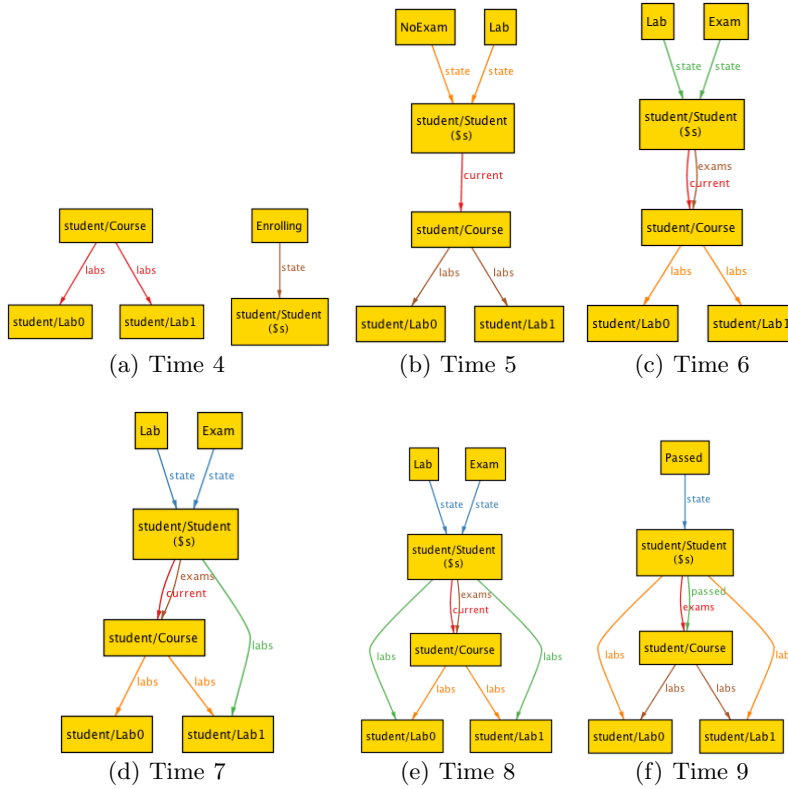 student/Course
Enrolling
labs
labs
state
student/Lab0
student/Lab1
student/Student
($s)
(a) Time 4
NoExam
Lab
state
state
student/Student
($s)
current
student/Course
labs
labs
student/Lab0
student/Lab1
(b) Time 5
Lab
Exam
state
state
student/Student
($s)
exams
current
student/Course
labs
labs
student/Lab0
student/Lab1
(c) Time 6
Lab
Exam
state
state
student/Student
($s)
exams
current
student/Course
labs
labs
labs
student/Lab0
student/Lab1
(d) Time 7
Lab
Exam
state
state
student/Student
($s)
exams
current
student/Course
labs
labs
labs
labs
student/Lab0
student/Lab1
(e) Time 8
Passed
state
student/Student
($s)
passed
exams
student/Course
labs
labs
labs
labs
student/Lab0
student/Lab1
(f) Time 9